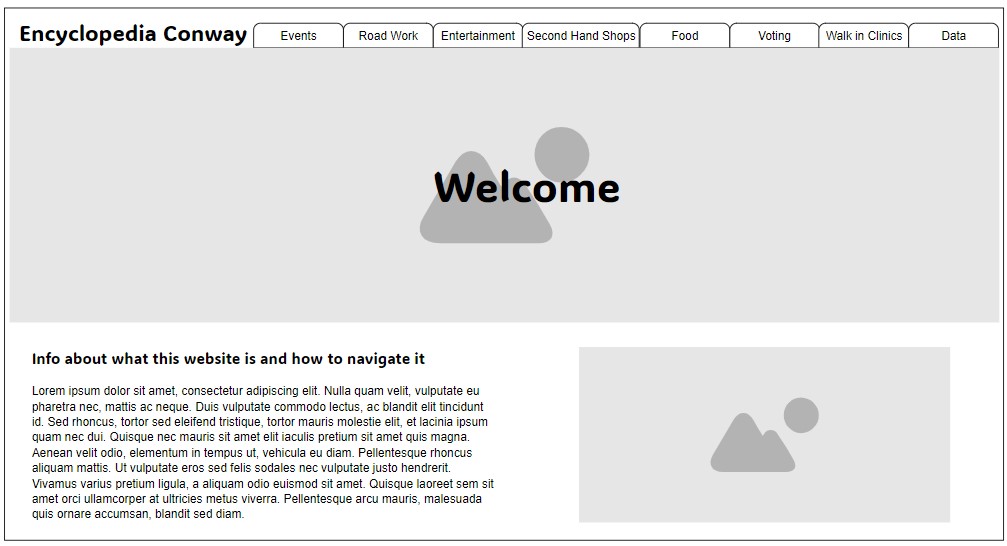 Encyclopedia Conway Events Road Work Entertainment Second Hand Shops Food Voting Walk in Clinics Data
Welcome
Info about what this website is and how to navigate it
Lorem ipsum dolor sit amet, consectetur adipiscing elit. Nulla quam velit, vulputate eu
pharetra nec, mattis ac neque. Duis vulputate commodo lectus, ac blandit elit tincidunt
id. Sed rhoncus, tortor sed eleifend tristique, tortor mauris molestie elit, et lacinia ipsum
quam nec dui. Quisque nec mauris sit amet elit iaculis pretium sit amet quis magna.
Aenean velit odio, elementum in tempus ut, vehicula eu diam. Pellentesque rhoncus
aliquam mattis. Ut vulputate eros sed felis sodales nec vulputate justo hendrerit.
Vivamus varius pretium ligula, a aliquam odio euismod sit amet. Quisque laoreet sem sit
amet orci ullamcorper at ultricies metus viverra. Pellentesque arcu mauris, malesuada
quis ornare accumsan, blandit sed diam.